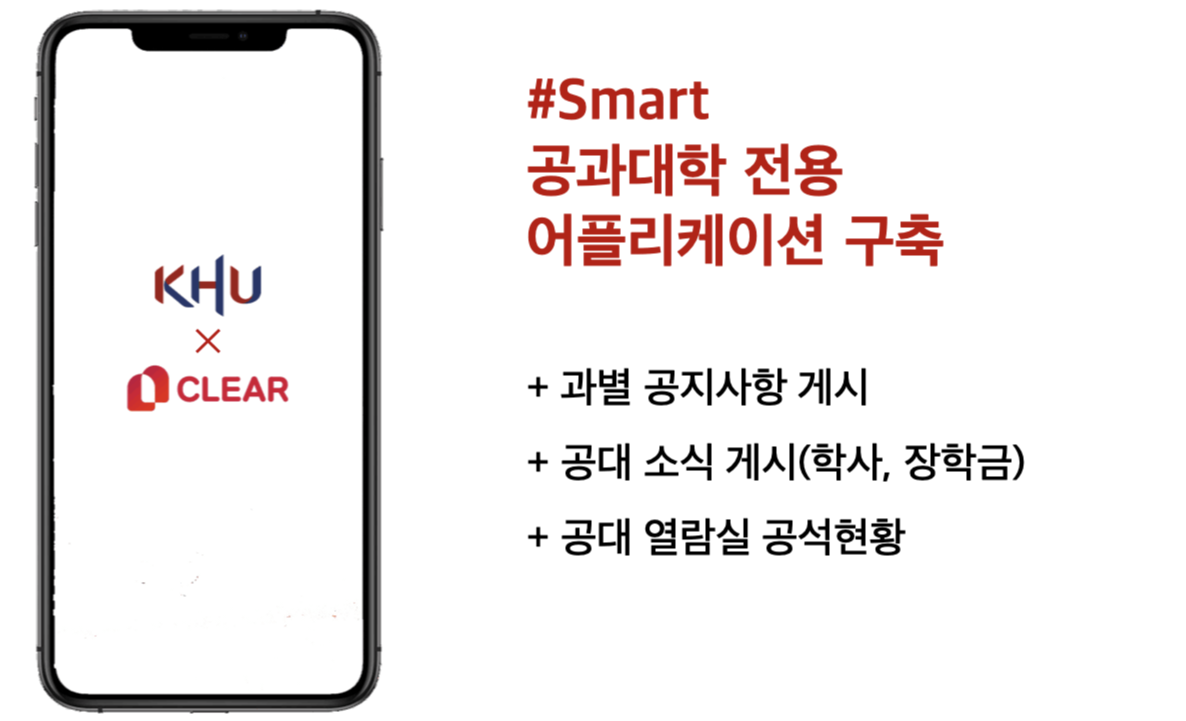 KHU
×
CLEAR
#Smart
공과대학 전용
어플리케이션 구축
+ 과별 공지사항 게시
+ 공대 소식 게시(학사, 장학금)
+ 공대 열람실 공석현황